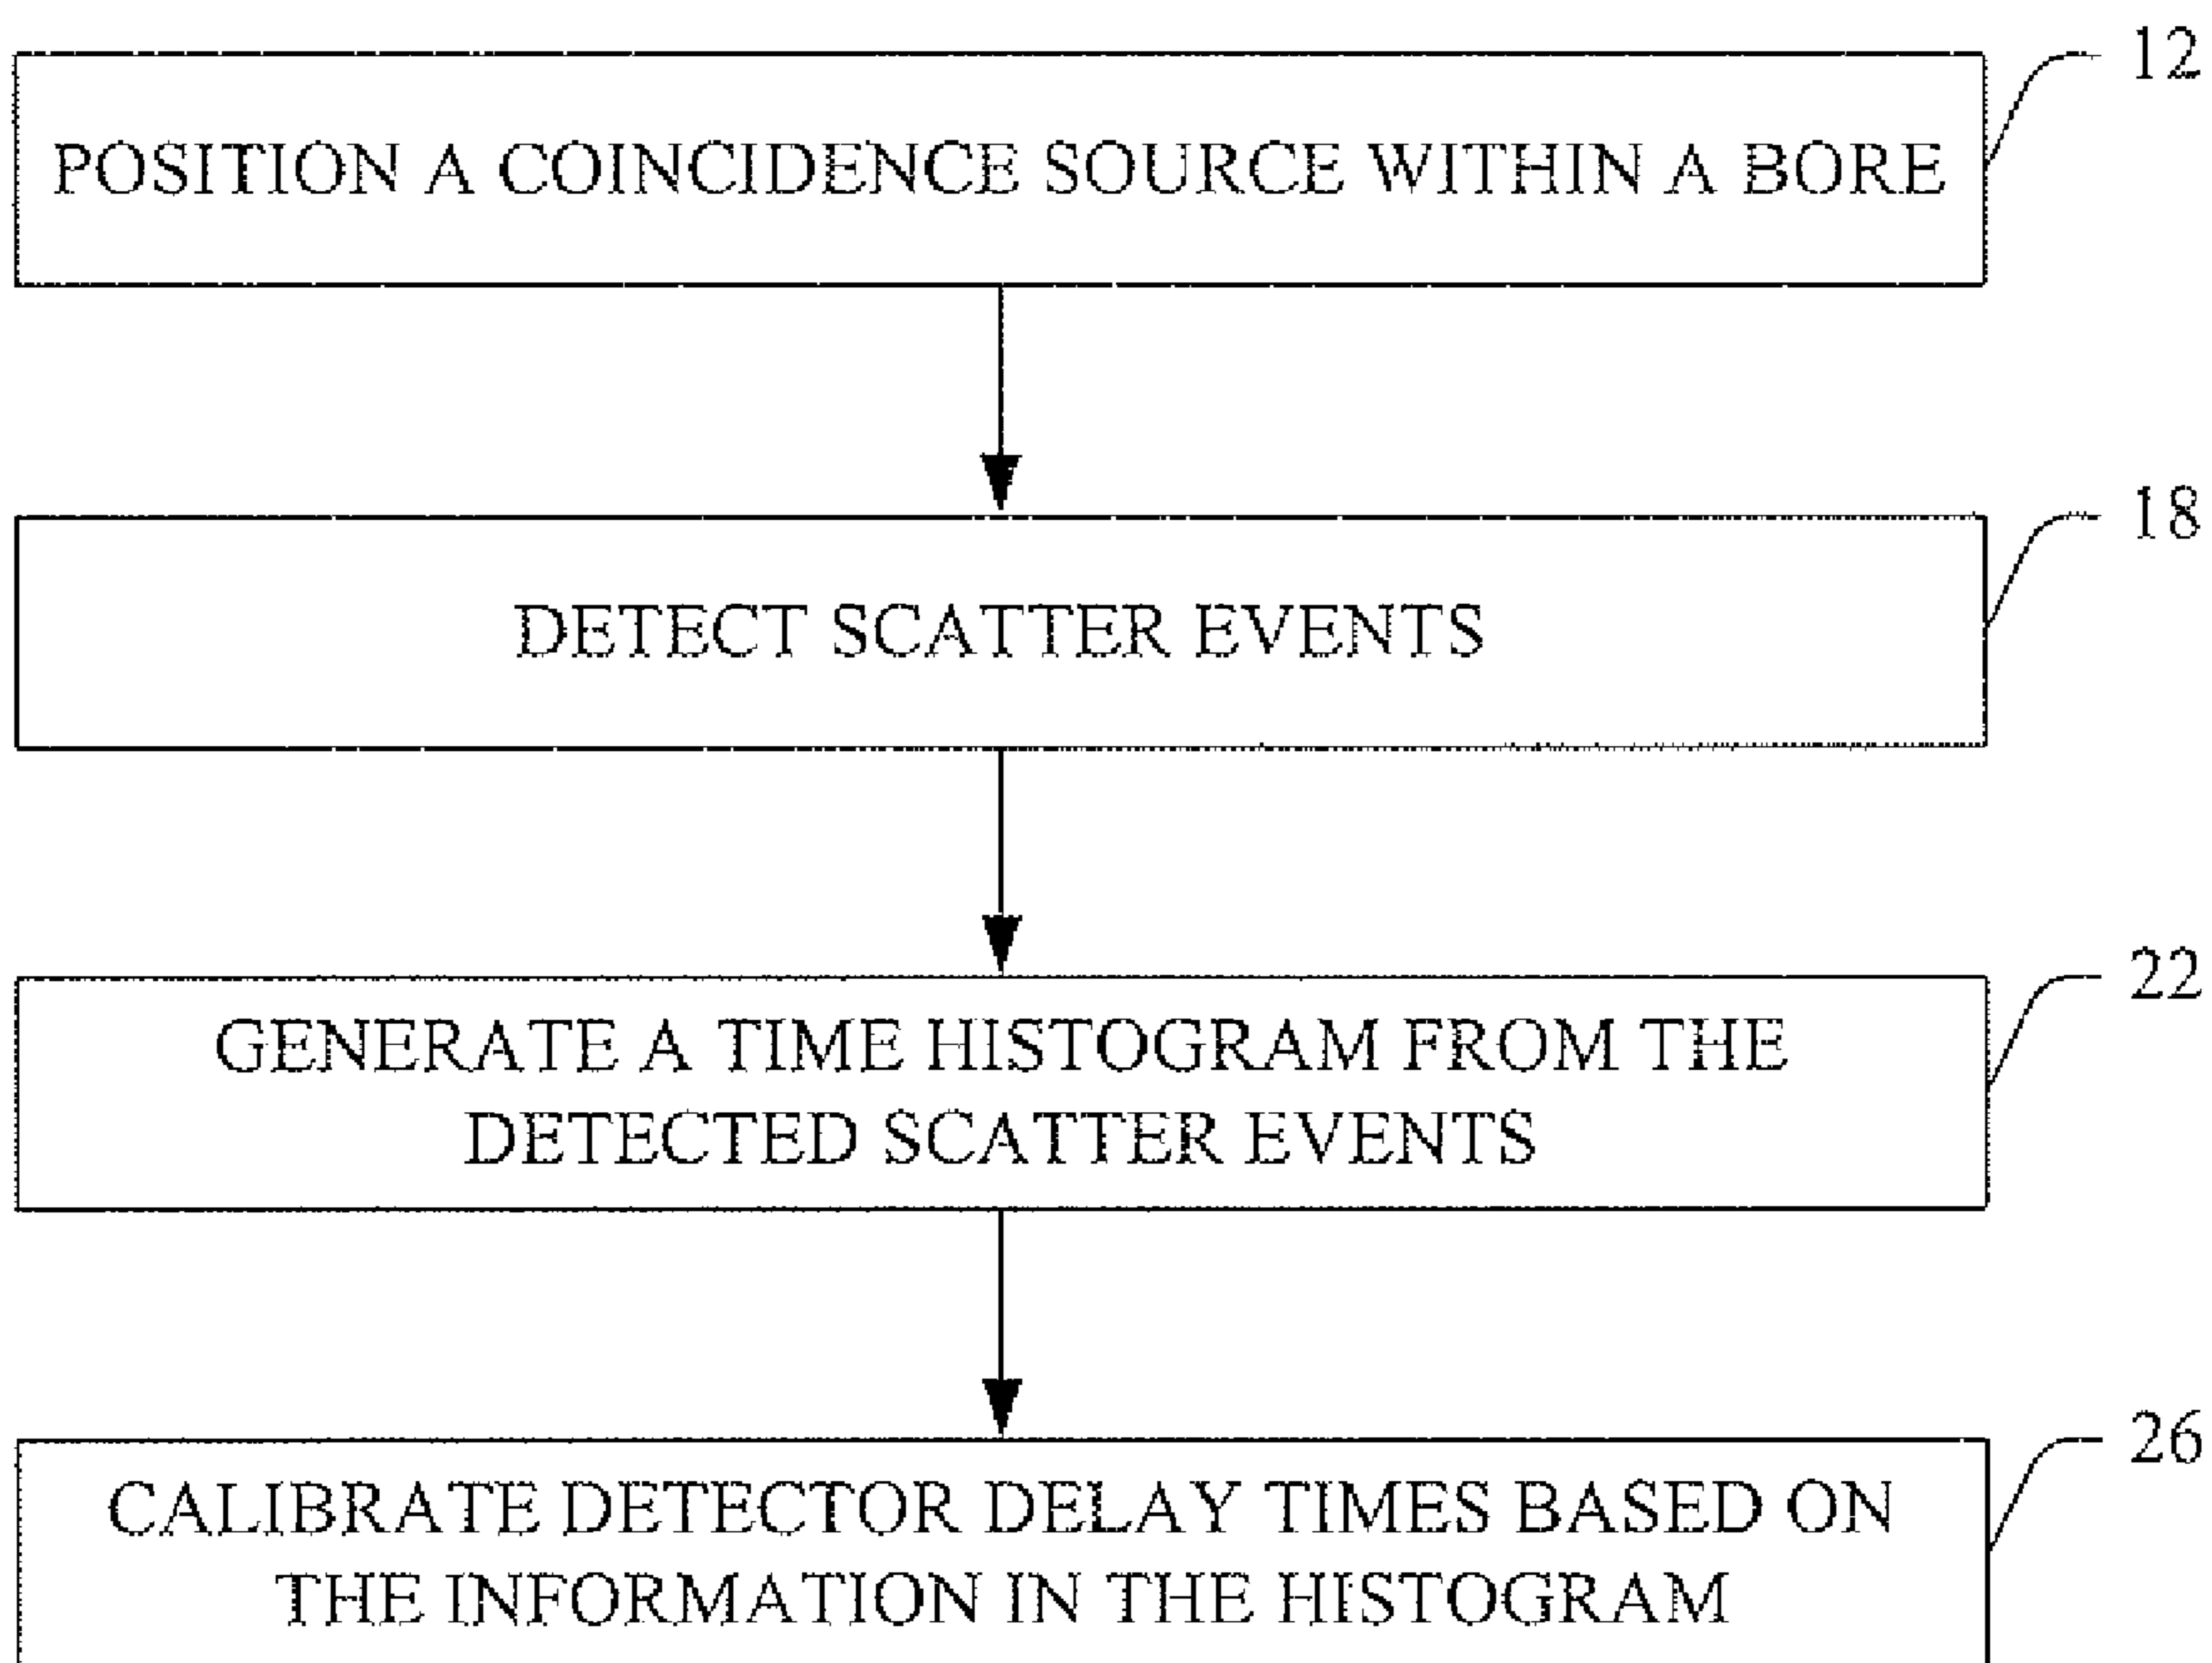 12
POSITION A COINCIDENCE SOURCE WITHIN A BORE
18
DETECT SCATTER EVENTS
22
GENERATE A TIME HISTOGRAM FROM THE
DETECTED SCATTER EVENTS
26
CALIBRATE DETECTOR DELAY TIMES BASED ON
THE INFORMATION IN THE HISTOGRAM